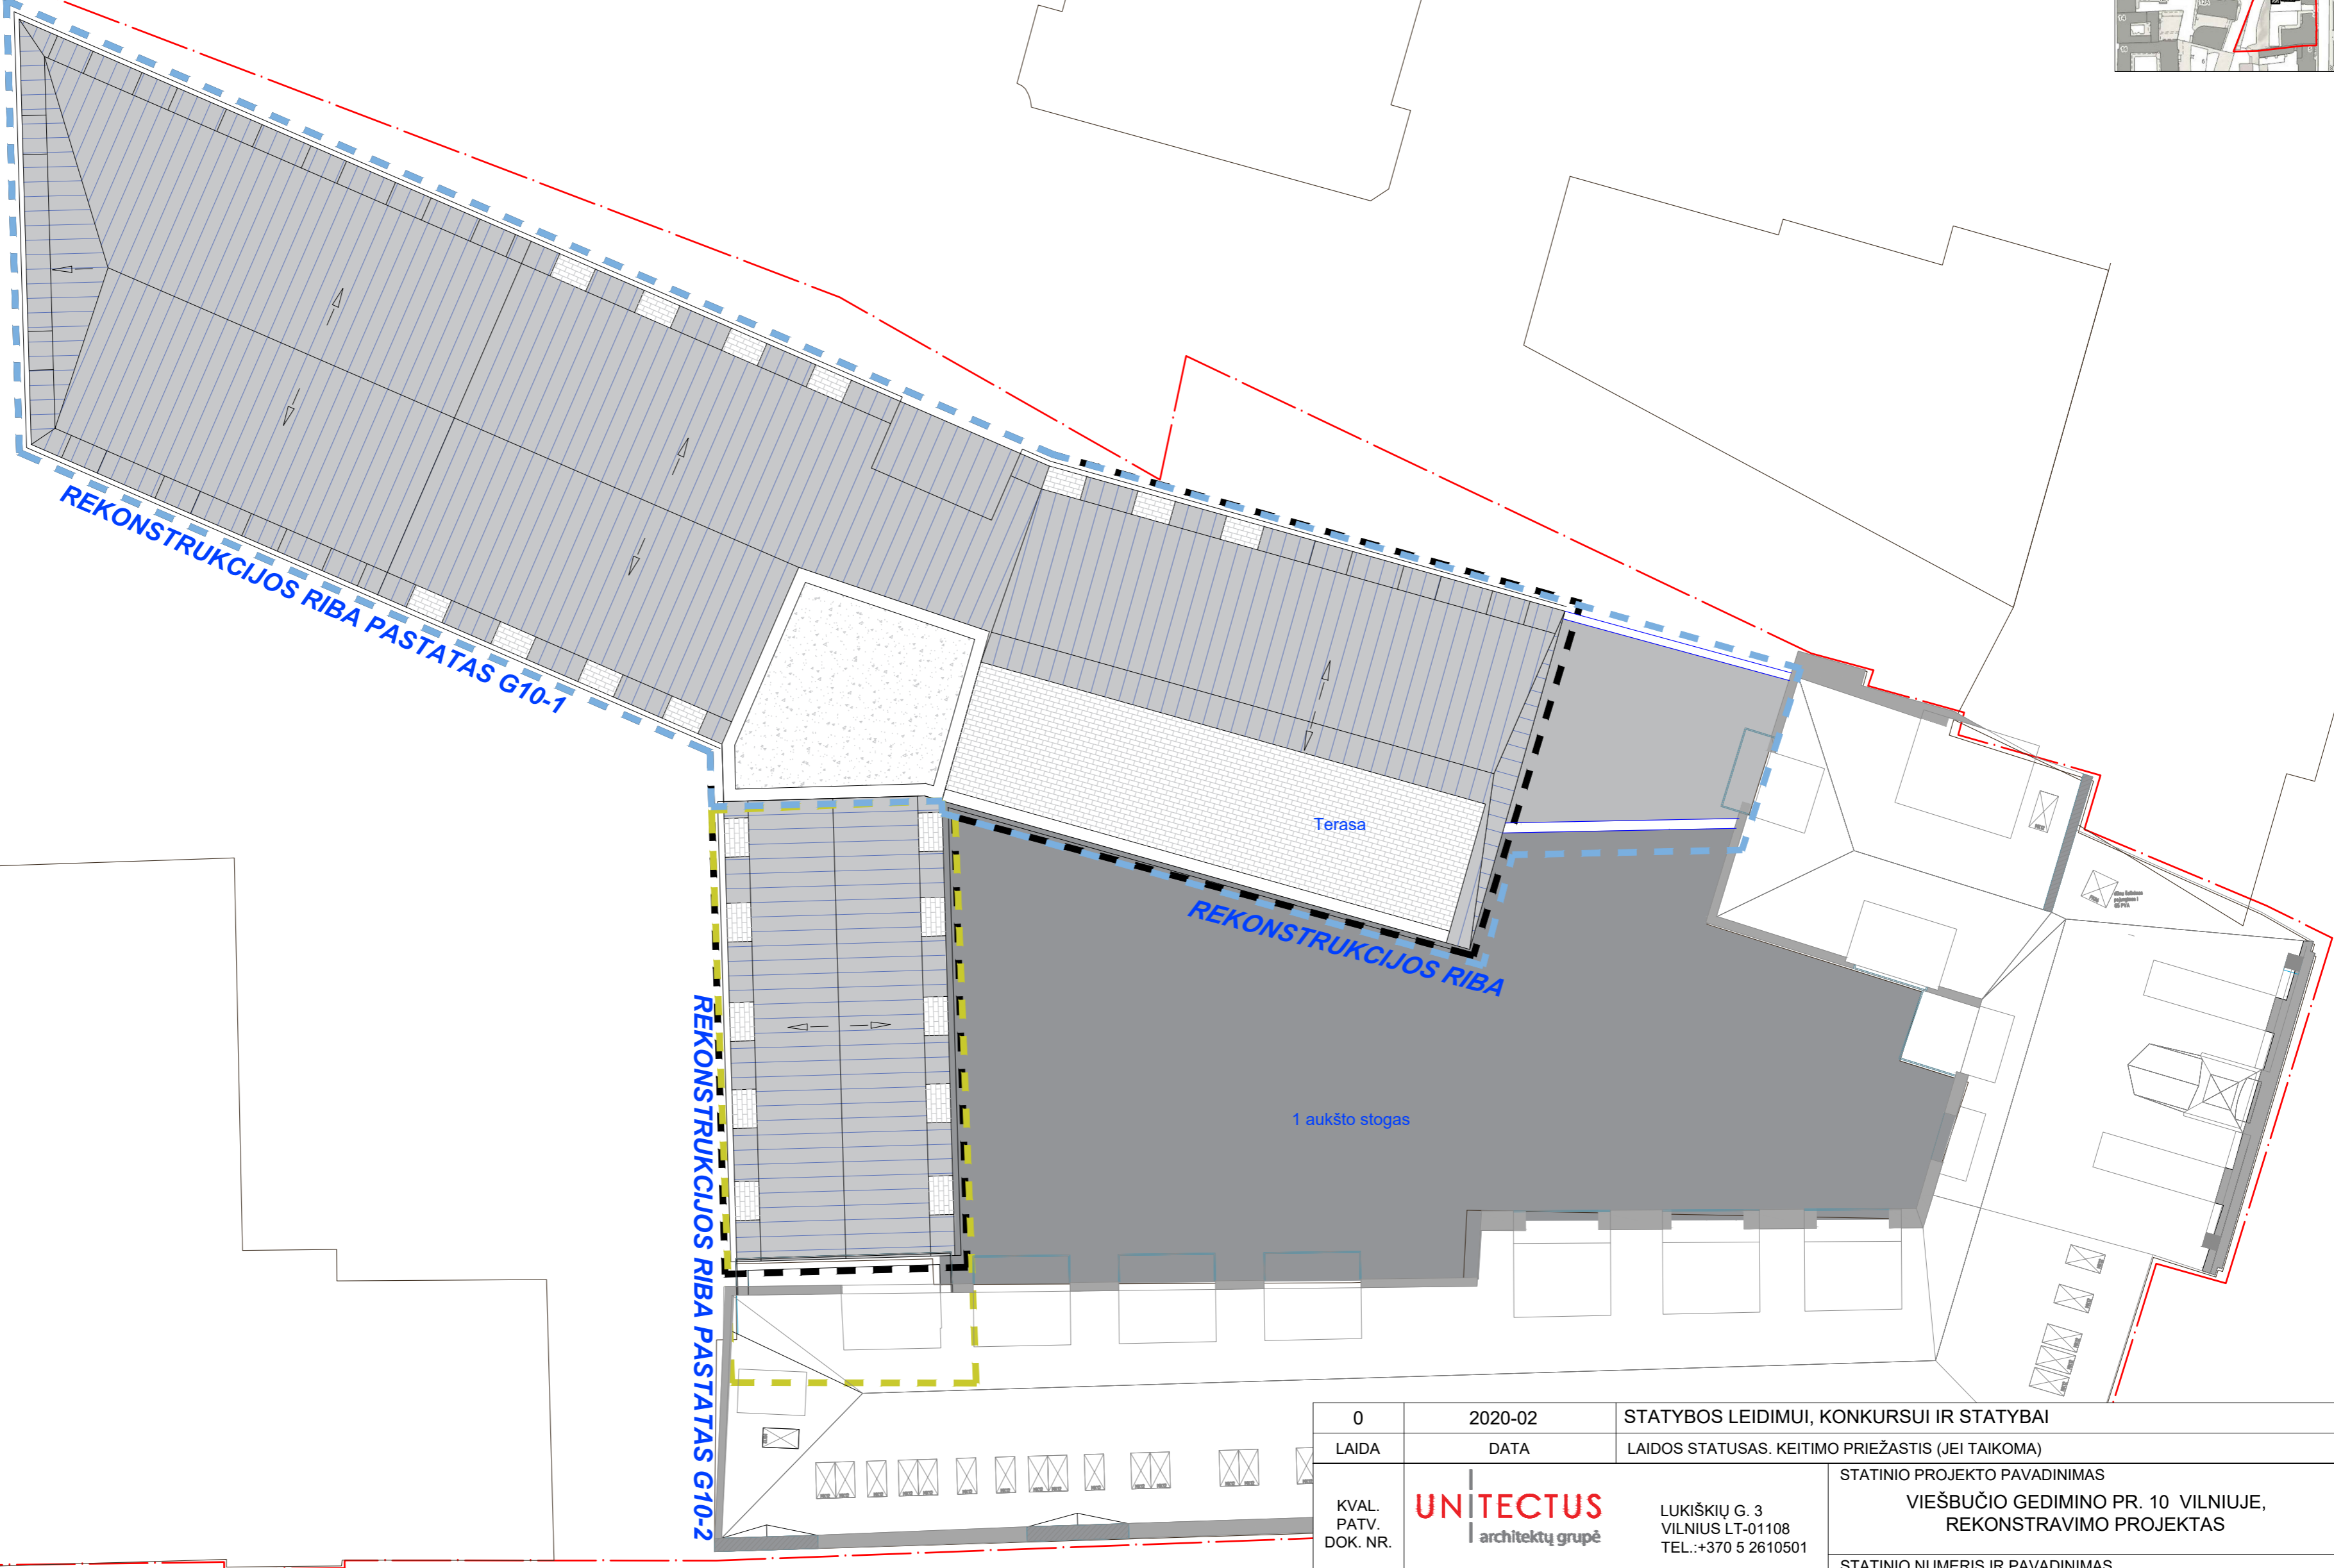 REKONSTRUKCIJOS RIBA PASTATAS G10-1
Terasa
REKONSTRUKCIJOS RIBA
1 aukšto stogas
REKONSTRUKCIJOS RIBA PASTATAS G10-2
0 2020-02 STATYBOS LEIDIMUI, KONKURSUI IR STATYBAI
LAIDA DATA LAIDOS STATUSAS. KEITIMO PRIEŽASTIS (JEI TAIKOMA)
KVAL.
PATV.
DOK. NR.
UNITECTUS
architektų grupė
LUKIŠKIŲ G. 3
VILNIUS LT-01108
TEL.:+370 5 2610501
STATINIO PROJEKTO PAVADINIMAS
VIEŠBUČIO GEDIMINO PR. 10 VILNIUJE,
REKONSTRAVIMO PROJEKTAS
STATINIO NUMERIS IR PAVADINIMAS